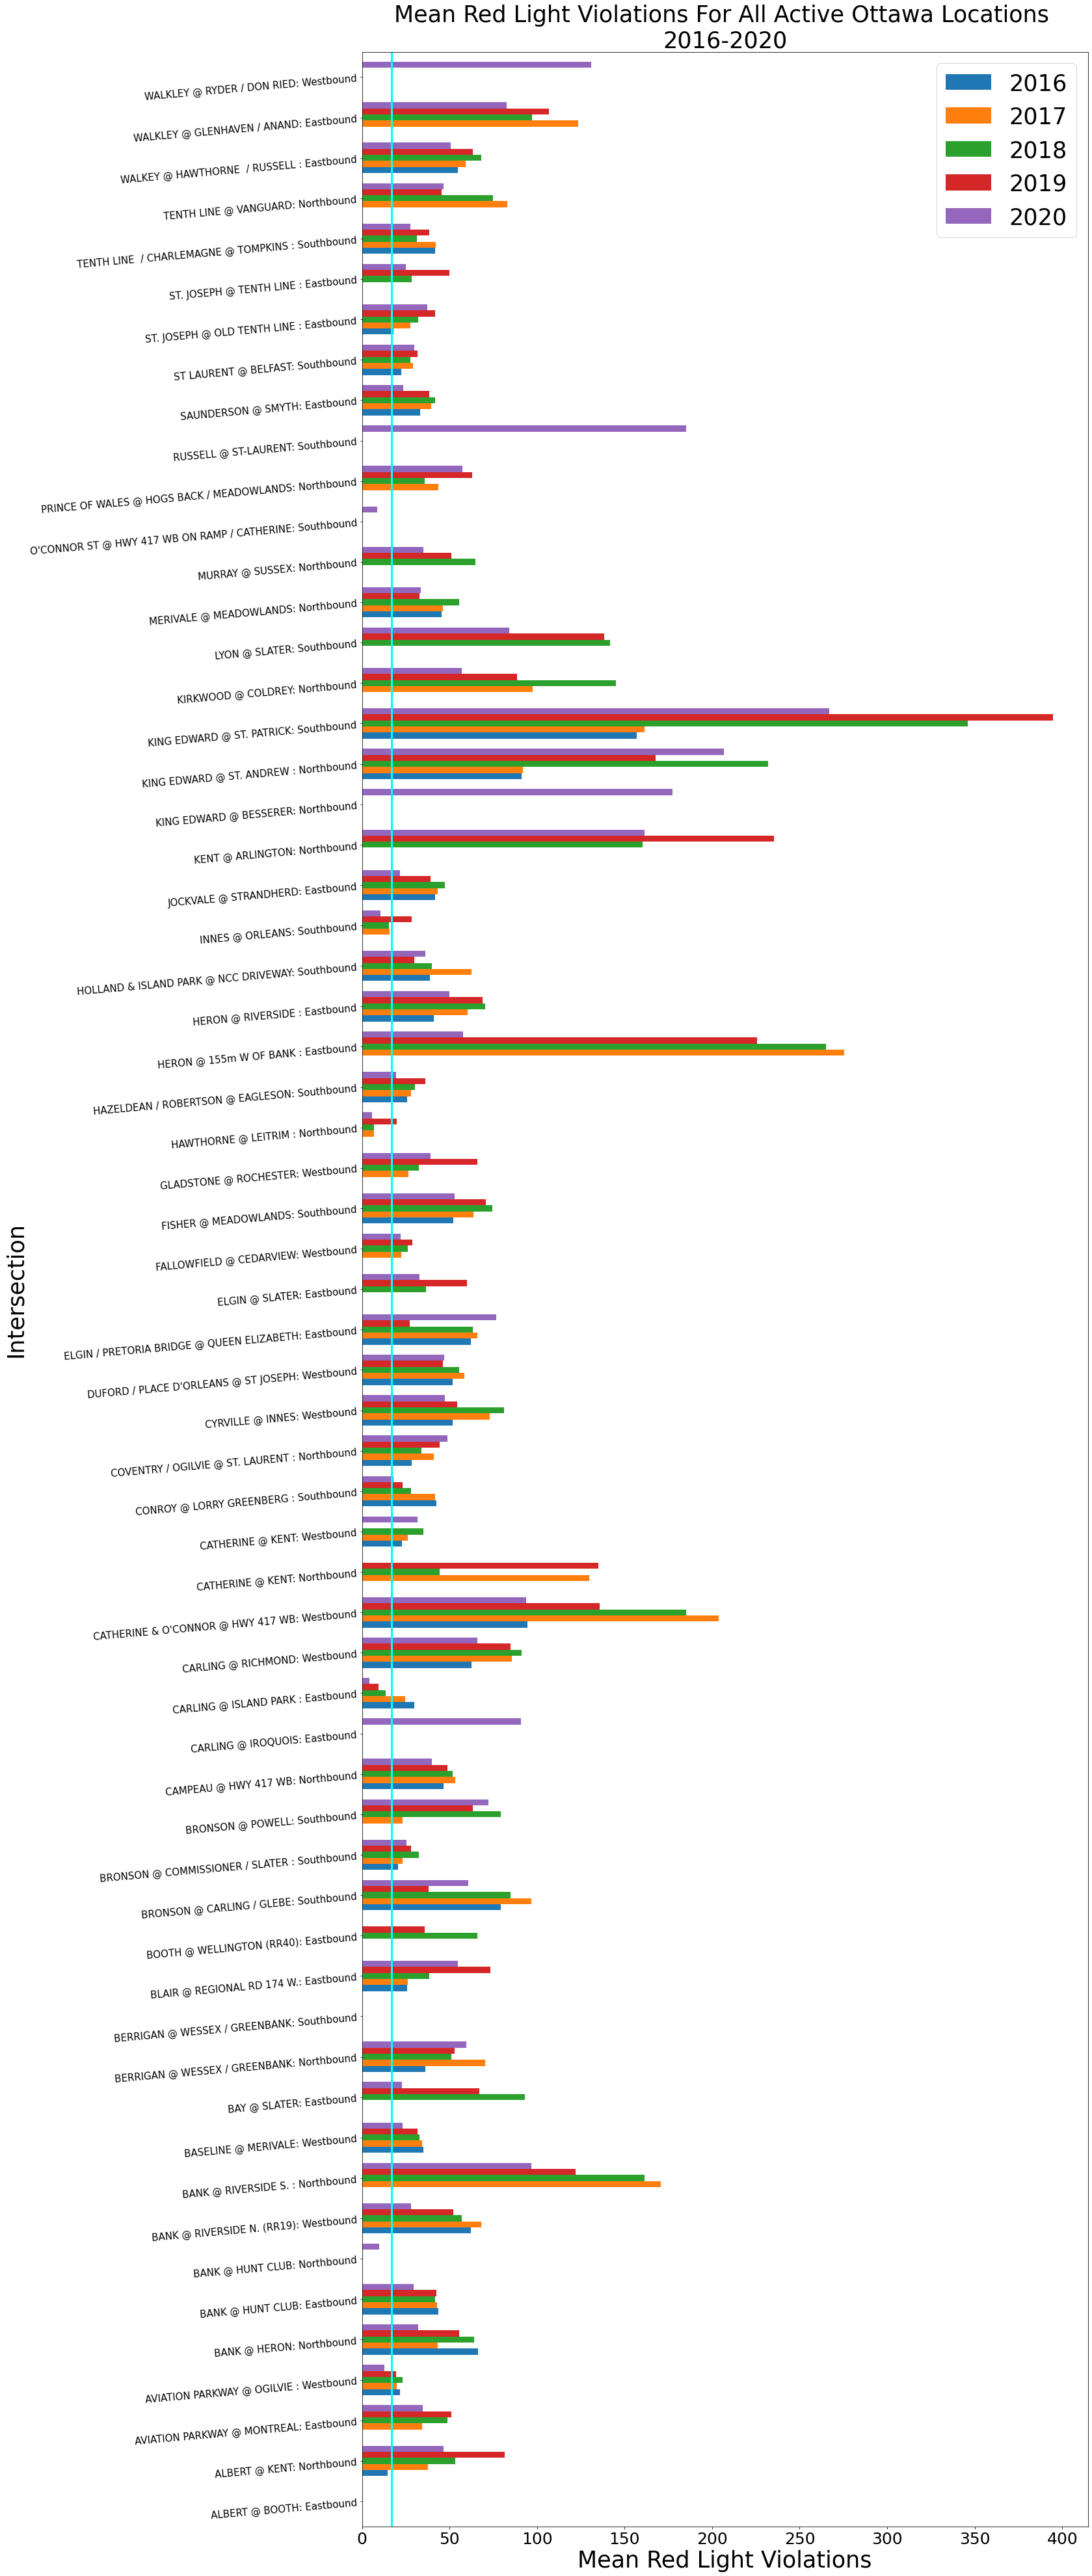 Mean Red Light Violations For All Active Ottawa Locations
2016-2020
2016
2017
2018
2019
2020
WALKLEY @ RYDER / DON RIED: Westbound
WALKLEY @ GLENHAVEN / ANAND: Eastbound
WALKEY @ HAWTHORNE  / RUSSELL : Eastbound
TENTH LINE @ VANGUARD: Northbound
TENTH LINE  / CHARLEMAGNE @ TOMPKINS : Southbound
ST. JOSEPH @ TENTH LINE : Eastbound
ST. JOSEPH @ OLD TENTH LINE : Eastbound
ST LAURENT @ BELFAST: Southbound
SAUNDERSON @ SMYTH: Eastbound
RUSSELL @ ST-LAURENT: Southbound
PRINCE OF WALES @ HOGS BACK / MEADOWLANDS: Northbound
O'CONNOR ST @ HWY 417 WB ON RAMP / CATHERINE: Southbound
MURRAY @ SUSSEX: Northbound
MERIVALE @ MEADOWLANDS: Northbound
LYON @ SLATER: Southbound
KIRKWOOD @ COLDREY: Northbound
KING EDWARD @ ST. PATRICK: Southbound
KING EDWARD @ ST. ANDREW : Northbound
KING EDWARD @ BESSERER: Northbound
KENT @ ARLINGTON: Northbound
JOCKVALE @ STRANDHERD: Eastbound
INNES @ ORLEANS: Southbound
HOLLAND & ISLAND PARK @ NCC DRIVEWAY: Southbound
HERON @ RIVERSIDE : Eastbound
HERON @ 155m W OF BANK : Eastbound
HAZELDEAN / ROBERTSON @ EAGLESON: Southbound
HAWTHORNE @ LEITRIM : Northbound
GLADSTONE @ ROCHESTER: Westbound
FISHER @ MEADOWLANDS: Southbound
FALLOWFIELD @ CEDARVIEW: Westbound
ELGIN @ SLATER: Eastbound
ELGIN / PRETORIA BRIDGE @ QUEEN ELIZABETH: Eastbound
DUFORD / PLACE D'ORLEANS @ ST JOSEPH: Westbound
CYRVILLE @ INNES: Westbound
COVENTRY / OGILVIE @ ST. LAURENT : Northbound
CONROY @ LORRY GREENBERG : Southbound
CATHERINE @ KENT: Westbound
CATHERINE @ KENT: Northbound
CATHERINE & O'CONNOR @ HWY 417 WB: Westbound
CARLING @ RICHMOND: Westbound
CARLING @ ISLAND PARK : Eastbound
CARLING @ IROQUOIS: Eastbound
CAMPEAU @ HWY 417 WB: Northbound
BRONSON @ POWELL: Southbound
BRONSON @ COMMISSIONER / SLATER : Southbound
BRONSON @ CARLING / GLEBE: Southbound
BOOTH @ WELLINGTON (RR40): Eastbound
BLAIR @ REGIONAL RD 174 W.: Eastbound
BERRIGAN @ WESSEX / GREENBANK: Southbound
BERRIGAN @ WESSEX / GREENBANK: Northbound
BAY @ SLATER: Eastbound
BASELINE @ MERIVALE: Westbound
BANK @ RIVERSIDE S. : Northbound
BANK @ RIVERSIDE N. (RR19): Westbound
BANK @ HUNT CLUB: Northbound
BANK @ HUNT CLUB: Eastbound
BANK @ HERON: Northbound
AVIATION PARKWAY @ OGILVIE : Westbound
AVIATION PARKWAY @ MONTREAL: Eastbound
ALBERT @ KENT: Northbound
ALBERT @ BOOTH: Eastbound
Intersection
0 50 100 150 200 250 300 350 400
Mean Red Light Violations